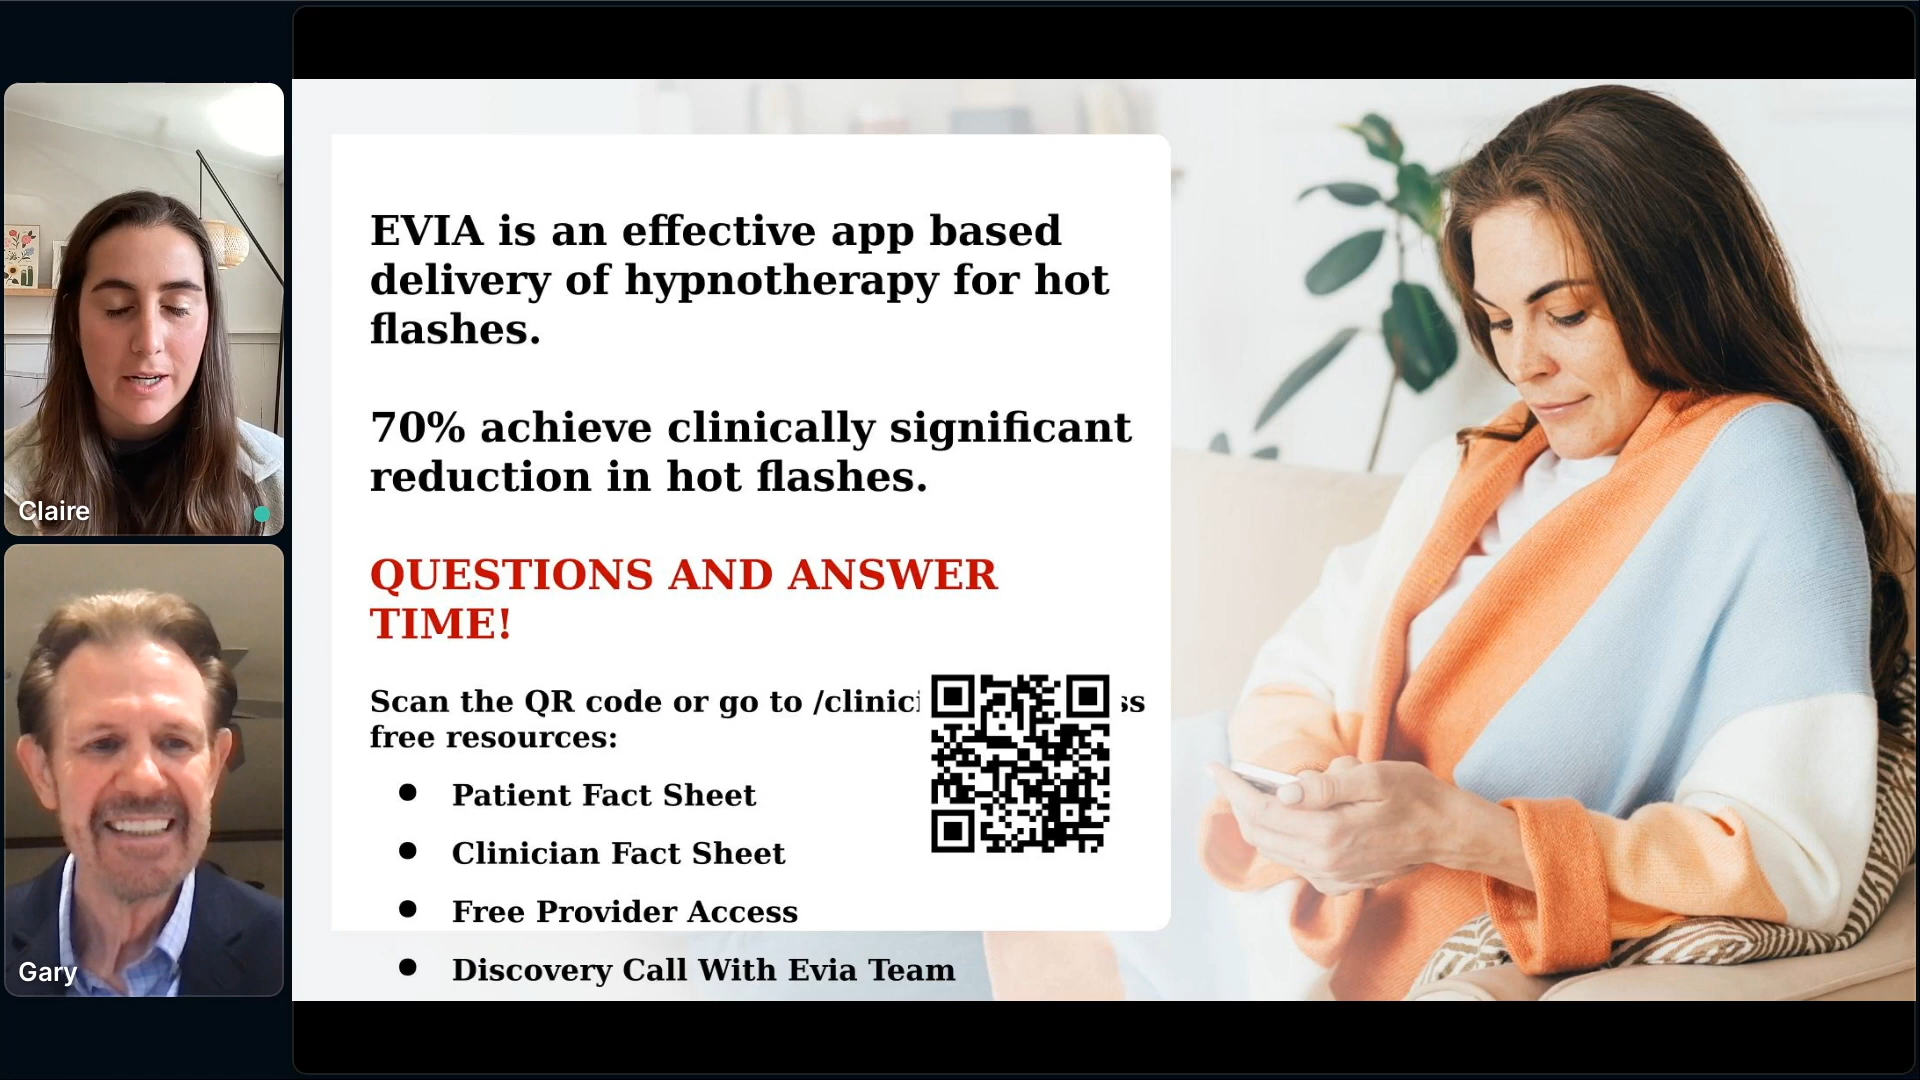 EVIA is an effective app based
delivery of hypnotherapy for hot
flashes.
70% achieve clinically significant
reduction in hot flashes.
QUESTIONS AND ANSWER
TIME!
Scan the QR code or go to
free resources:
● Patient Fact Sheet
● Clinician Fact Sheet
● Free Provider Access
● Discovery Call With Evia Team
Claire
Gary